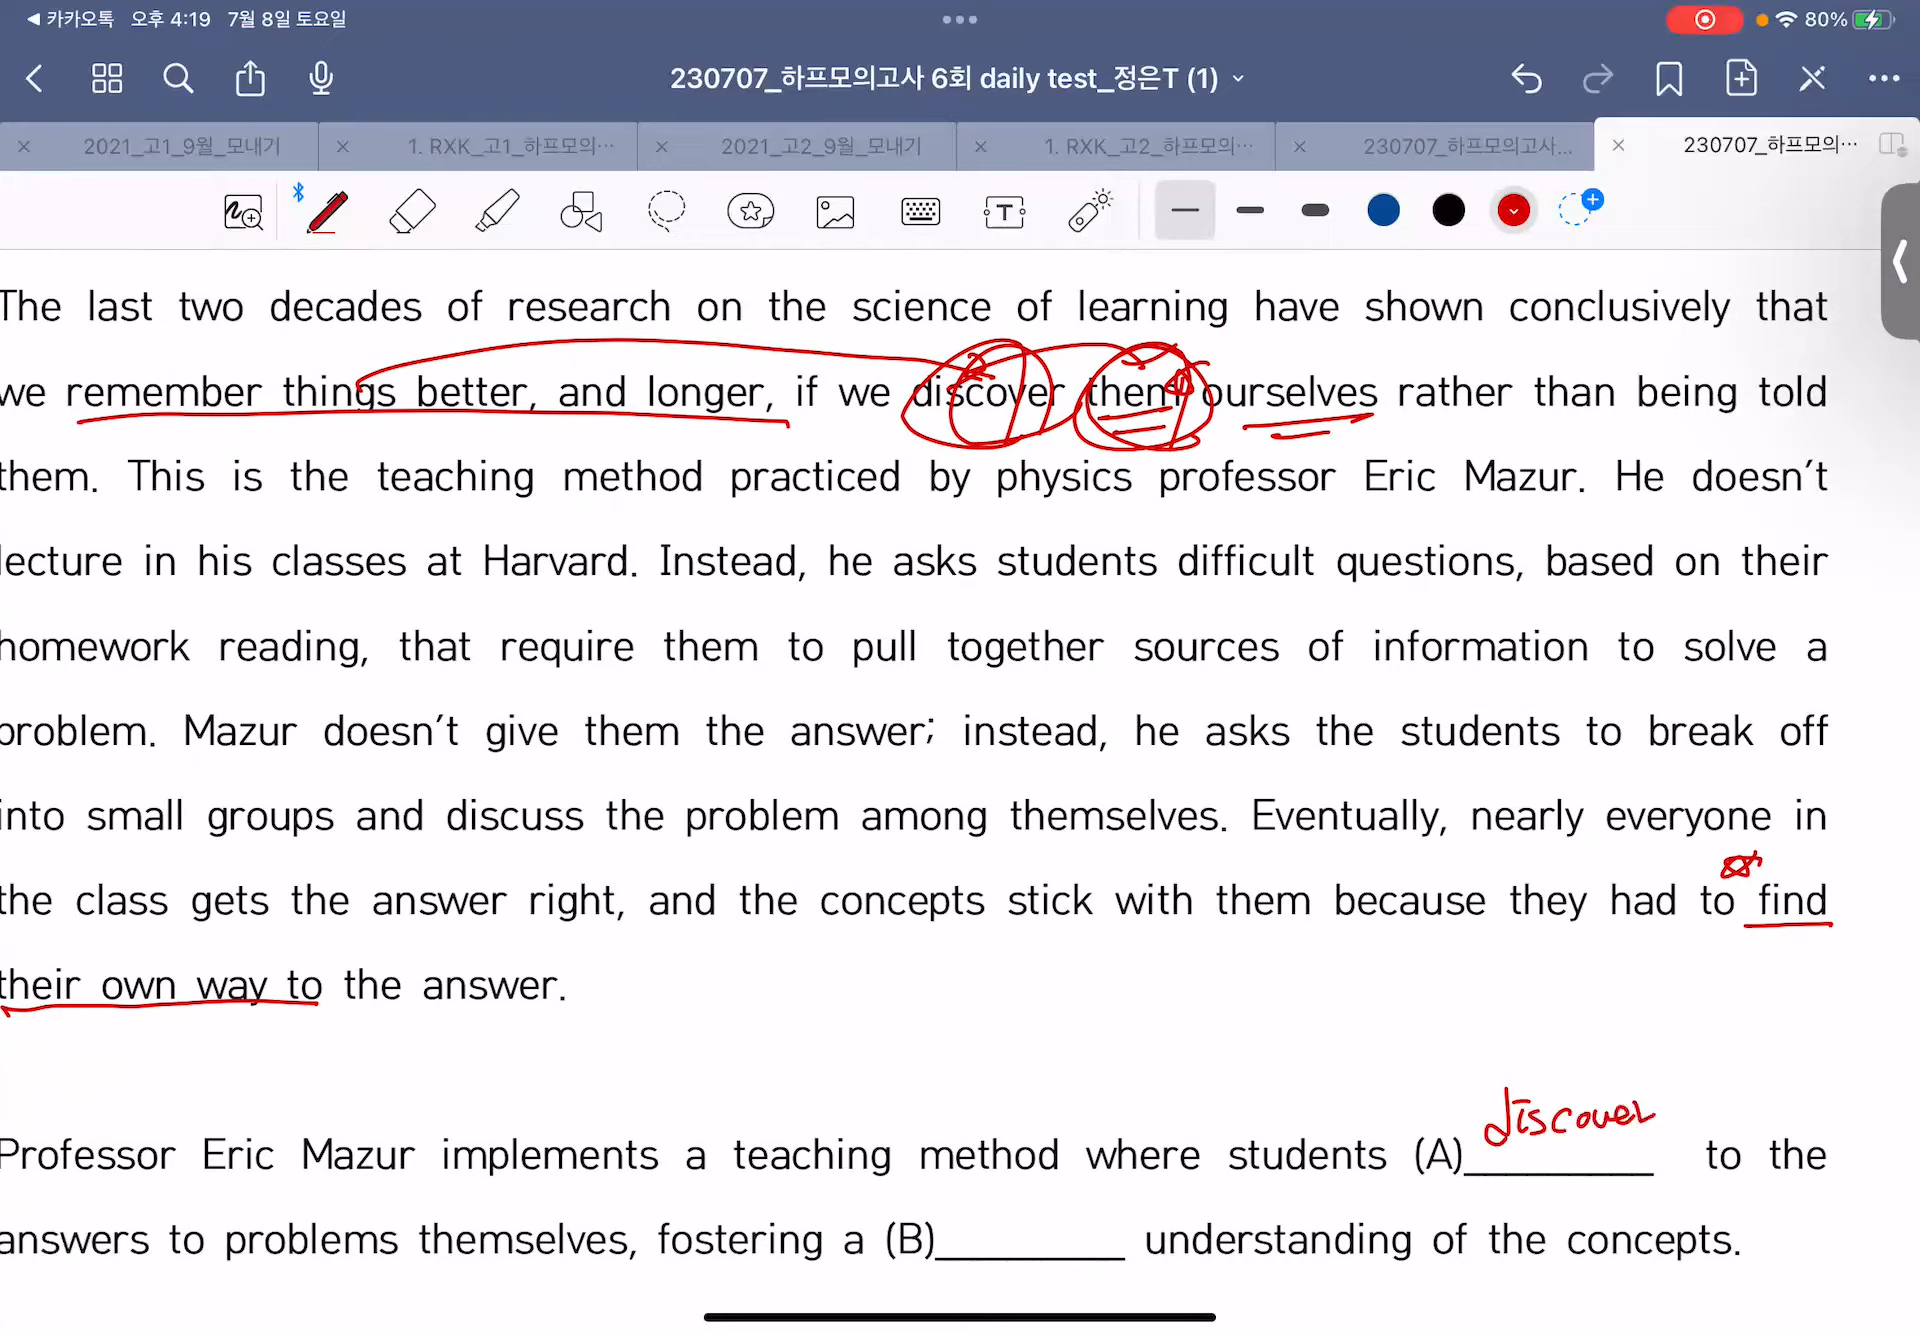 ◀ 카카오톡 오후 4:19 7월 8일 토요일
80%
230707_하프모의고사 6회 daily test_정은T (1)
2021_고1_9월_모내기
1. RXK_고1_하프모의···
2021_고2_9월_모내기
1. RXK_고2_하프모의···
230707_하프모의고사...
230707_하프모의···
T
The last two decades of research on the science of learning have shown conclusively that
we remember things better, and longer, if we discover them ourselves rather than being told
them. This is the teaching method practiced by physics professor Eric Mazur. He doesn't
lecture in his classes at Harvard. Instead, he asks students difficult questions, based on their
homework reading, that require them to pull together sources of information to solve a
problem. Mazur doesn't give them the answer; instead, he asks the students to break off
into small groups and discuss the problem among themselves. Eventually, nearly everyone in
the class gets the answer right, and the concepts stick with them because they had to find
their own way to the answer.
discover
Professor Eric Mazur implements a teaching method where students (A)_________ to the
answers to problems themselves, fostering a (B)_________ understanding of the concepts.